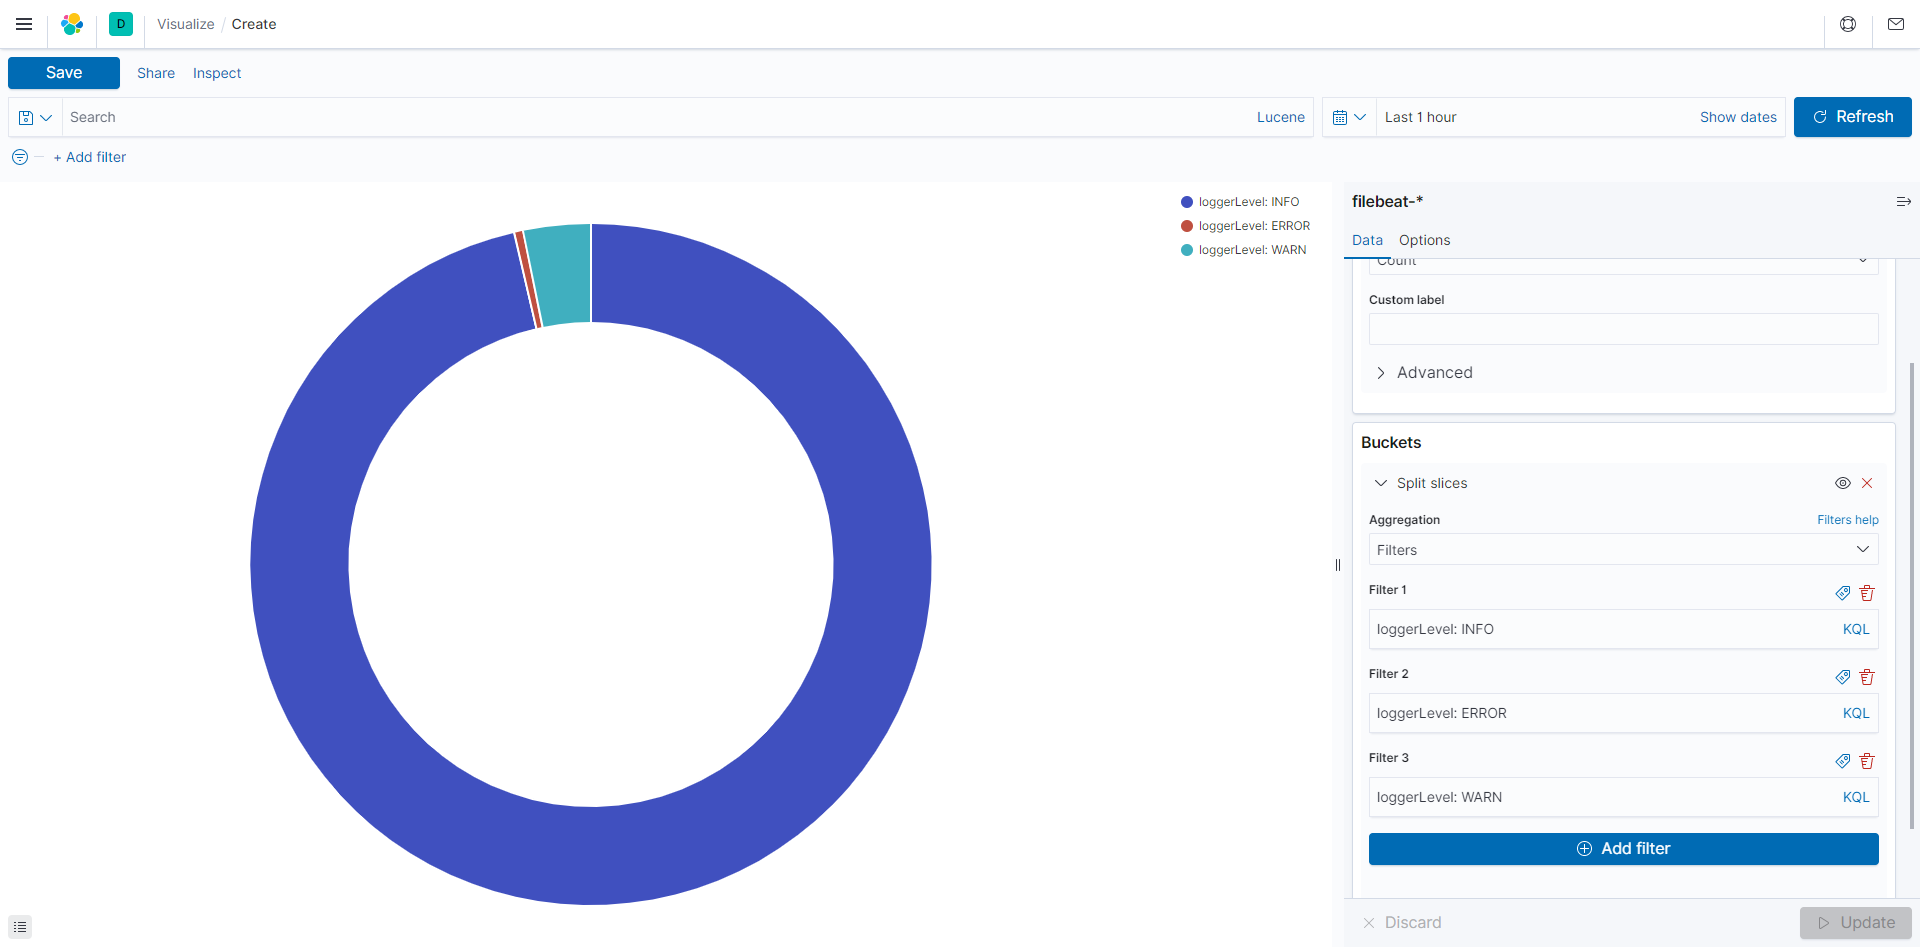 D
Visualize / Create
Save
Share
Inspect
Search
Lucene
Last 1 hour
Show dates
Refresh
+ Add filter
loggerLevel: INFO
loggerLevel: ERROR
loggerLevel: WARN
filebeat-*
Data
Options
Count
Custom label
Advanced
Buckets
Split slices
Aggregation
Filters help
Filters
Filter 1
loggerLevel: INFO
KQL
Filter 2
loggerLevel: ERROR
KQL
Filter 3
loggerLevel: WARN
KQL
Add filter
Discard
Update